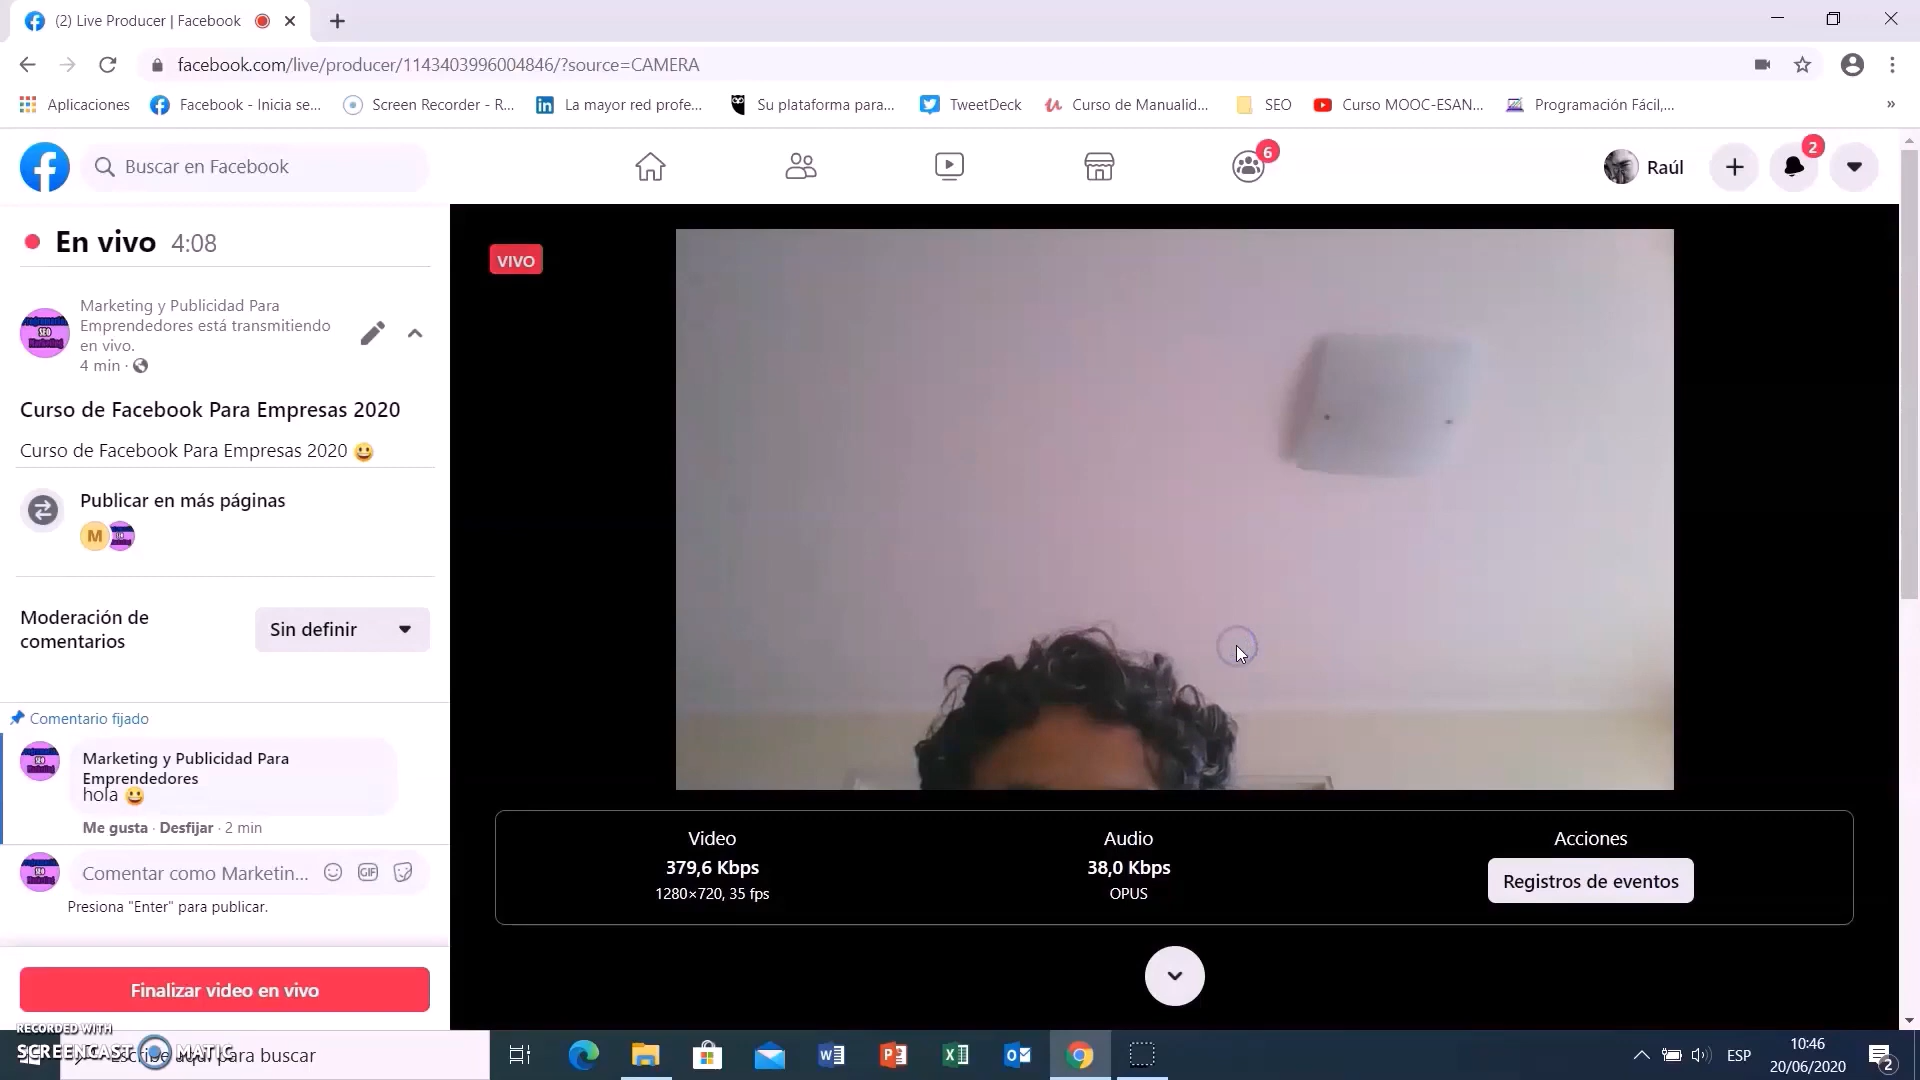 (2) Live Producer | Facebook
facebook.com/live/producer/1143403996004846/?source=CAMERA
Aplicaciones
Facebook - Inicia se...
Screen Recorder - R...
La mayor red profe...
Su plataforma para...
TweetDeck
Curso de Manualid...
SEO
Curso MOOC-ESAN...
Programación Fácil,...
»
Buscar en Facebook
6
Raúl
2
En vivo 4:08
VIVO
Marketing y Publicidad Para
Emprendedores está transmitiendo
en vivo.
4 min ·
Curso de Facebook Para Empresas 2020
Curso de Facebook Para Empresas 2020 😀
Publicar en más páginas
M
Moderación de
comentarios
Sin definir
Comentario fijado
Marketing y Publicidad Para
Emprendedores
hola 😀
Me gusta · Desfijar · 2 min
Comentar como Marketin...
GIF
Presiona "Enter" para publicar.
Video
379,6 Kbps
1280×720, 35 fps
Audio
38,0 Kbps
OPUS
Acciones
Registros de eventos
Finalizar video en vivo
RECORDED WITH
SCREENCAST MATIC
Escribe aquí para buscar
ESP
10:46
20/06/2020
2